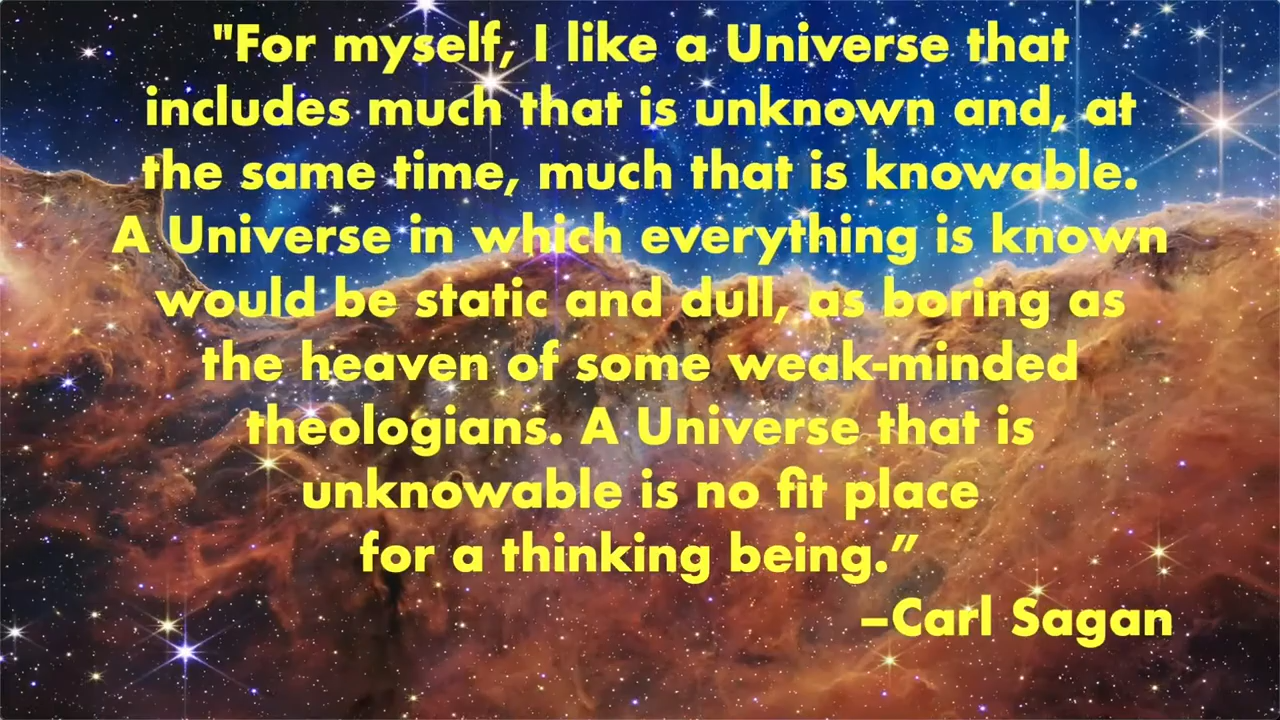 "For myself, I like a Universe that
includes much that is unknown and, at
the same time, much that is knowable.
A Universe in which everything is known
would be static and dull, as boring as
the heaven of some weak-minded
theologians. A Universe that is
unknowable is no fit place
for a thinking being.”
–Carl Sagan